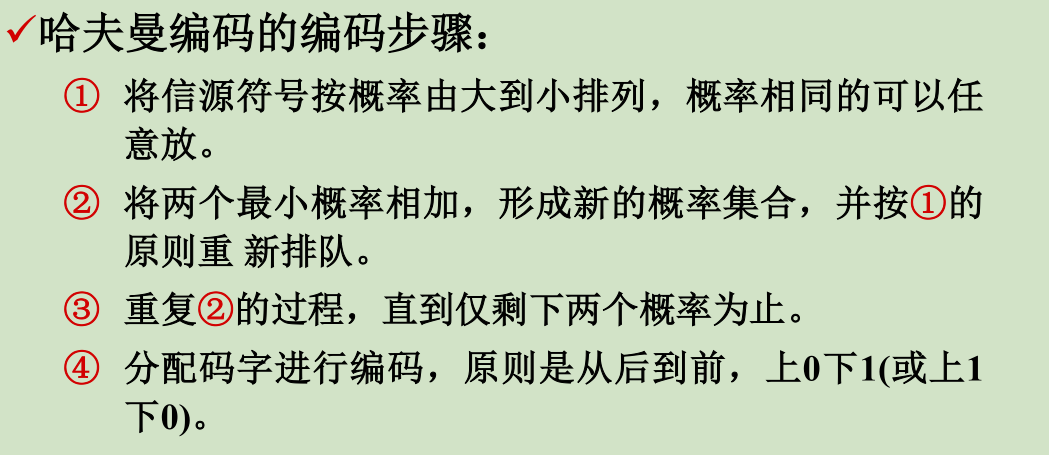 ✓哈夫曼编码的编码步骤：
① 将信源符号按概率由大到小排列，概率相同的可以任
意放。
② 将两个最小概率相加，形成新的概率集合，并按①的
原则重 新排队。
③ 重复②的过程，直到仅剩下两个概率为止。
④ 分配码字进行编码，原则是从后到前，上0下1(或上1
下0)。